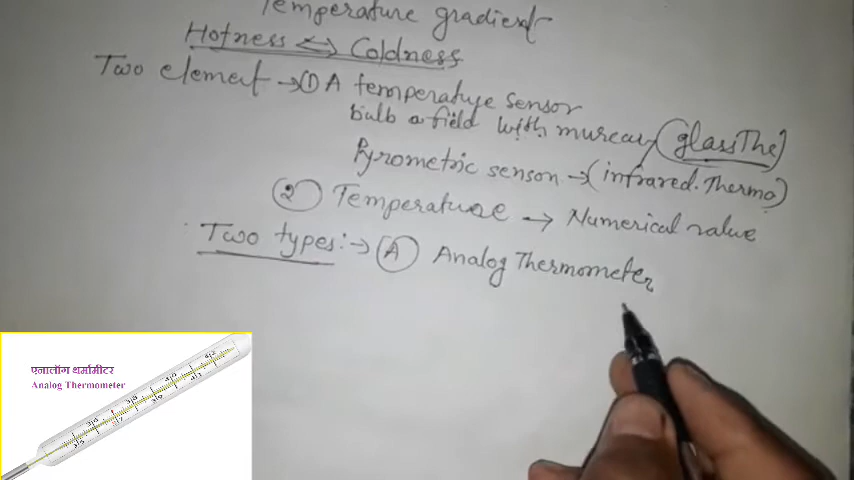 Temperature gradient
Hotness ⟺ Coldness
Two element → ① A temperature sensor
bulb a field with murcury (glass The)
Pyrometric senson → (infrared. Thermo)
② Temperature → Numerical value
Two types:→ (A) Analog Thermometer
एनालॉग थर्मामीटर
Analog Thermometer